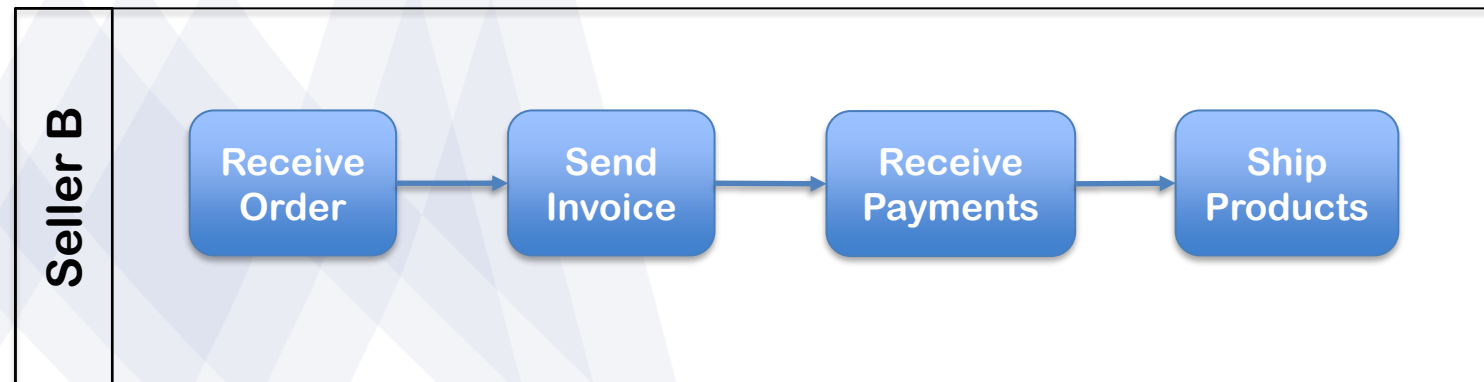 Seller B
Receive
Order
Send
Invoice
Receive
Payments
Ship
Products